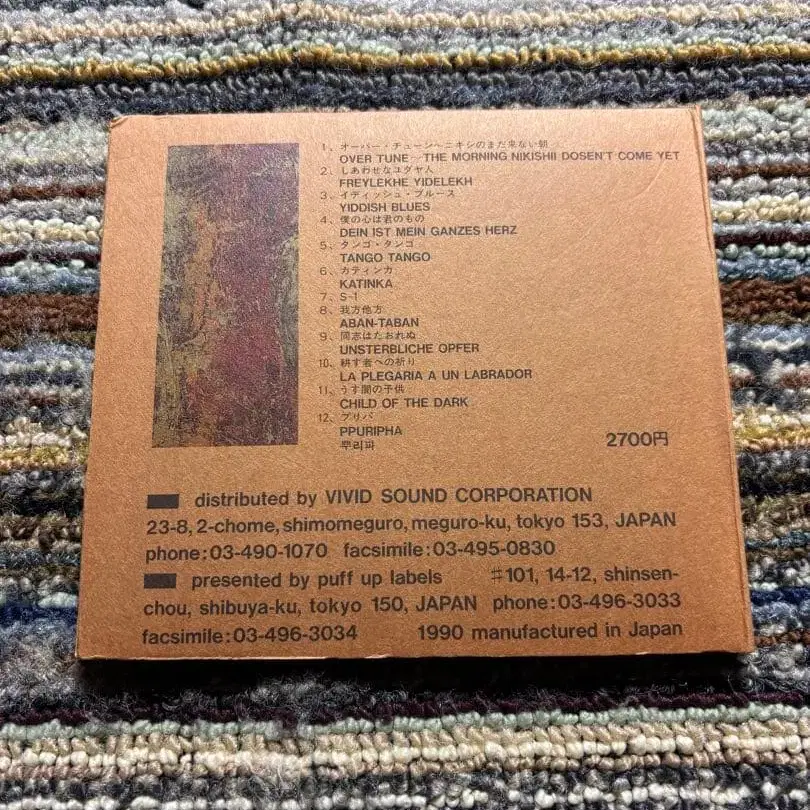 1、オーバー・チューン〜ニキシのまだ来ない朝
OVER TUNE—THE MORNING NIKISHII DOSEN'T COME YET
2、しあわせなユダヤ人
FREYLEKHE YIDELEKH
3、イディッシュ・ブルース
YIDDISH BLUES
4、僕の心は君のもの
DEIN IST MEIN GANZES HERZ
5、タンゴ・タンゴ
TANGO TANGO
6、カティンカ
KATINKA
7、S-1
8、我方他方
ABAN-TABAN
9、同志はたおれぬ
UNSTERBLICHE OPFER
10、耕す者への祈り
LA PLEGARIA A UN LABRADOR
11、うす闇の子供
CHILD OF THE DARK
12、プリパ
PPURIPHA
뿌리파
2700円
distributed by VIVID SOUND CORPORATION
23-8, 2-chome, shimomeguro, meguro-ku, tokyo 153, JAPAN
phone:03-490-1070 facsimile:03-495-0830
presented by puff up labels ♯101, 14-12, shinsen-
chou, shibuya-ku, tokyo 150, JAPAN phone:03-496-3033
facsimile:03-496-3034 1990 manufactured in Japan